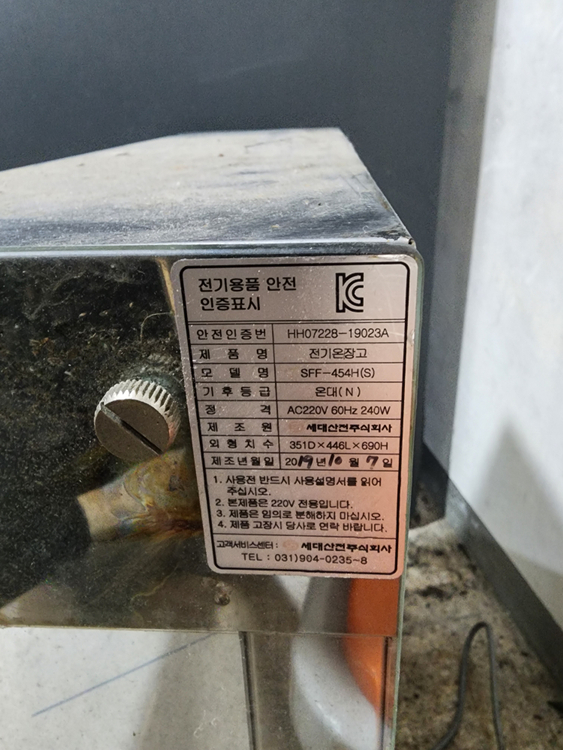 전기용품 안전
인증표시
안전인증번 HH07228-19023A
제 품 명 전기온장고
모 델 명 SFF-454H(S)
기 후 등 급 온대(N)
정 격 AC220V 60Hz 240W
제 조 원 세대산전주식회사
외 형 치 수 351D×446L×690H
제조년월일 2019년 10월 7일
1. 사용전 반드시 사용설명서를 읽어
주십시오.
2. 본제품은 220V 전용입니다.
3. 제품은 임의로 분해하지 마십시오.
4. 제품 고장시 당사로 연락 바랍니다.
고객서비스센터: 세대산전주식회사
TEL : 031)904-0235~8